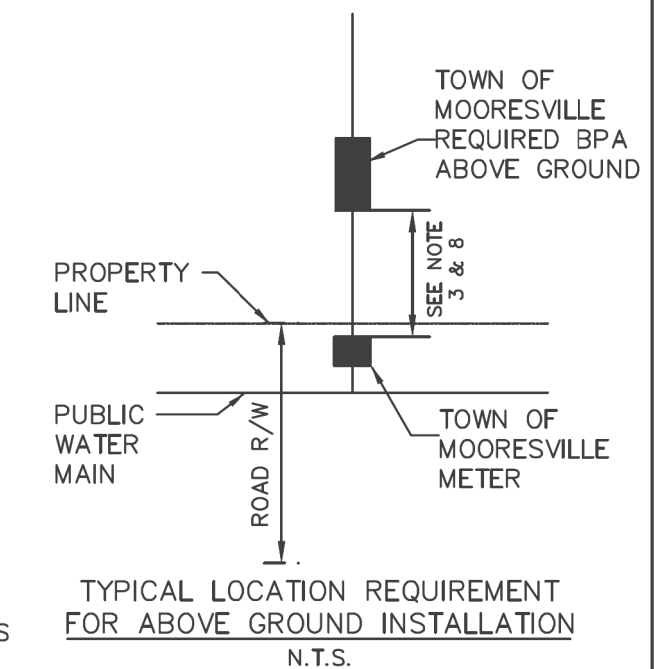 TOWN OF
MOORESVILLE
REQUIRED BPA
ABOVE GROUND
SEE NOTE
3 & 8
PROPERTY
LINE
PUBLIC
WATER
MAIN
ROAD R/W
TOWN OF
MOORESVILLE
METER
TYPICAL LOCATION REQUIREMENT
FOR ABOVE GROUND INSTALLATION
N.T.S.
S